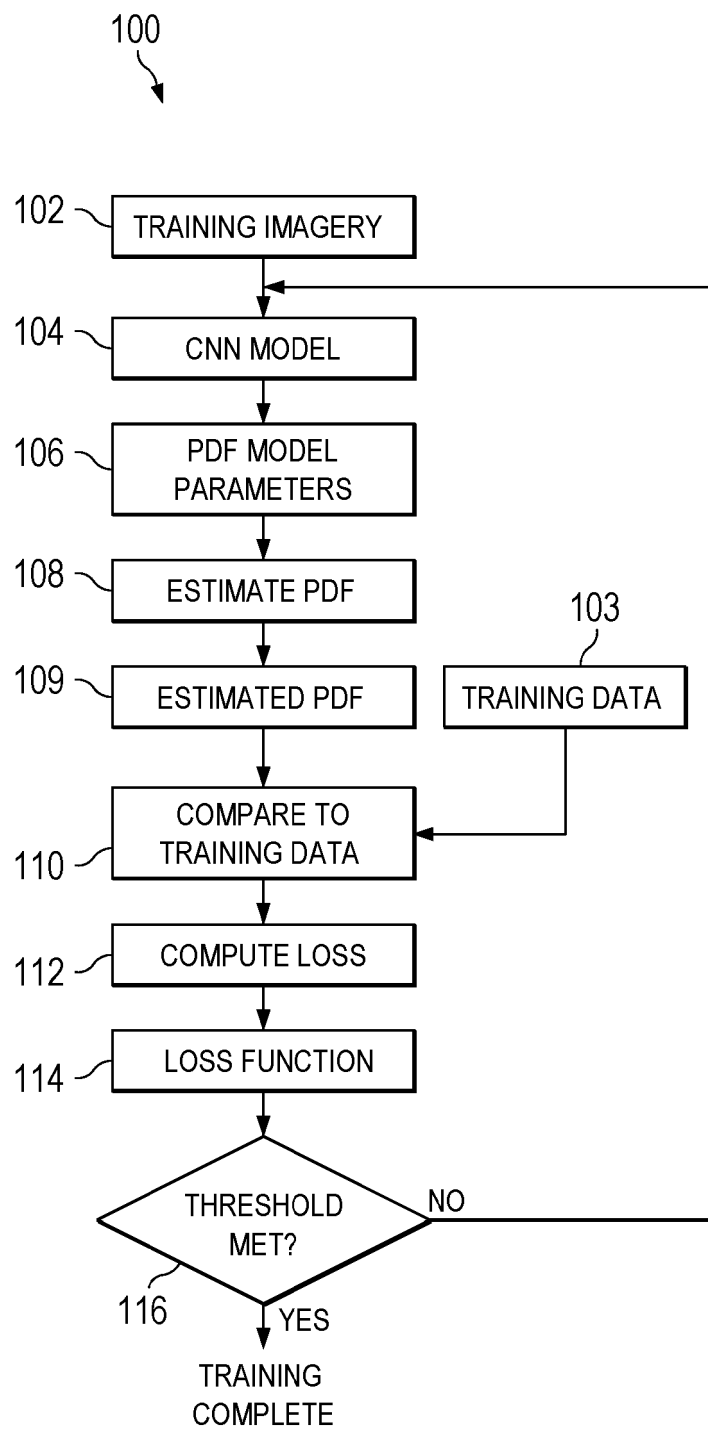 100
102
TRAINING IMAGERY
104
CNN MODEL
106
PDF MODEL
PARAMETERS
108
ESTIMATE PDF
103
109
ESTIMATED PDF
TRAINING DATA
110
COMPARE TO
TRAINING DATA
112
COMPUTE LOSS
114
LOSS FUNCTION
THRESHOLD
MET?
NO
116
YES
TRAINING
COMPLETE